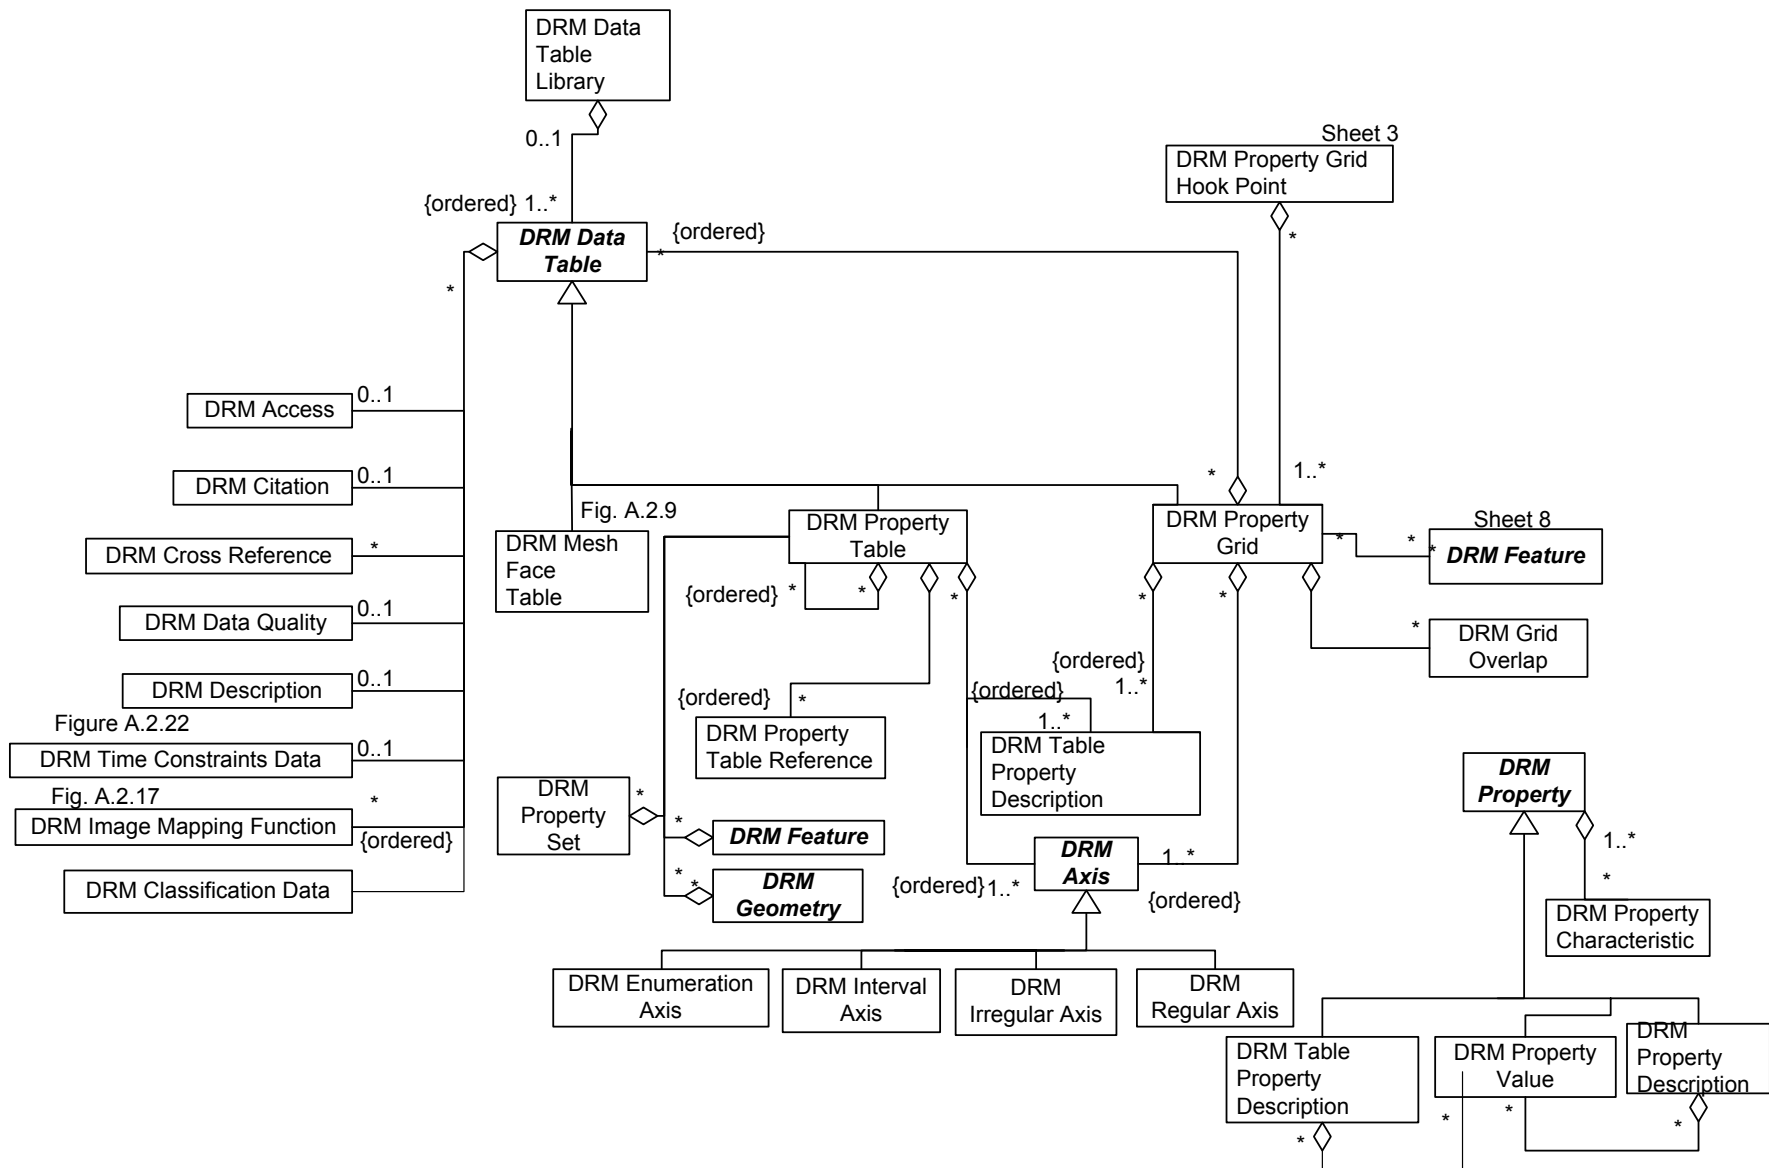 DRM Data
Table
Library
0..1
Sheet 3
DRM Property Grid
Hook Point
{ordered} 1..*
*
DRM Data
Table
{ordered}
*
*
DRM Access
0..1
DRM Citation
0..1
DRM Cross Reference
*
DRM Data Quality
0..1
DRM Description
0..1
Figure A.2.22
DRM Time Constraints Data
0..1
Fig. A.2.17
DRM Image Mapping Function
*
{ordered}
DRM Classification Data
Fig. A.2.9
DRM Mesh
Face
Table
DRM Property
Table
{ordered}
*
*
*
*
1..*
DRM Property
Grid
*
*
*
Sheet 8
*
*
DRM Feature
*
DRM Grid
Overlap
{ordered}
*
DRM Property
Table Reference
{ordered}
1..*
{ordered}
1..*
DRM Table
Property
Description
DRM
Property
Set
*
*
*
DRM Feature
*
*
DRM
Geometry
DRM
Axis
1..*
{ordered}
1..*
{ordered}
DRM Enumeration
Axis
DRM Interval
Axis
DRM
Irregular Axis
DRM
Regular Axis
DRM
Property
1..*
*
DRM Property
Characteristic
DRM Table
Property
Description
*
DRM Property
Value
*
*
DRM
Property
Description
*